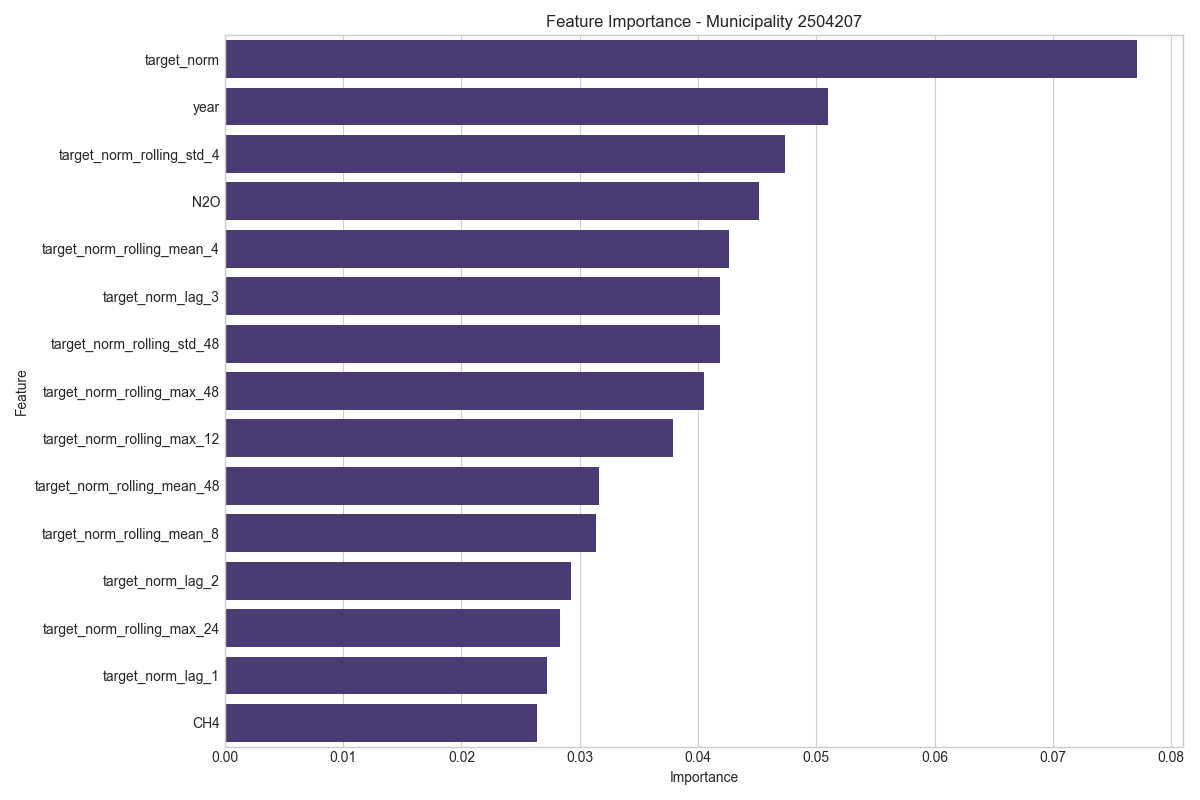 Feature Importance - Municipality 2504207
target_norm
year
target_norm_rolling_std_4
N2O
target_norm_rolling_mean_4
target_norm_lag_3
target_norm_rolling_std_48
target_norm_rolling_max_48
target_norm_rolling_max_12
target_norm_rolling_mean_48
target_norm_rolling_mean_8
target_norm_lag_2
target_norm_rolling_max_24
target_norm_lag_1
CH4
Feature
0.00 0.01 0.02 0.03 0.04 0.05 0.06 0.07 0.08
Importance